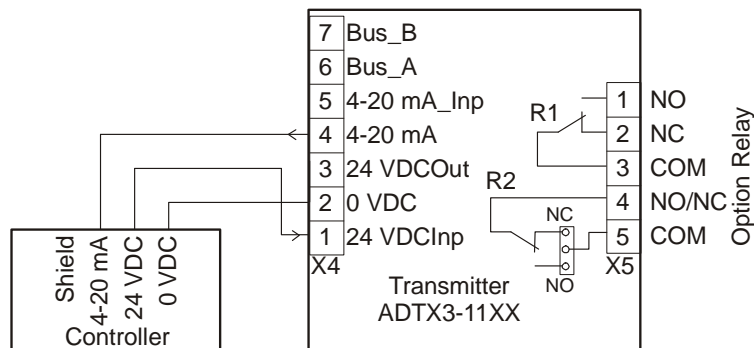 7 Bus_B
6 Bus_A
5 4-20 mA_Inp
4 4-20 mA
3 24 VDCOut
2 0 VDC
1 24 VDCInp
X4
R1
R2
NC
NO
1 NO
2 NC
3 COM
4 NO/NC
5 COM
X5
Option Relay
Transmitter
ADTX3-11XX
Shield
4-20 mA
24 VDC
0 VDC
Controller